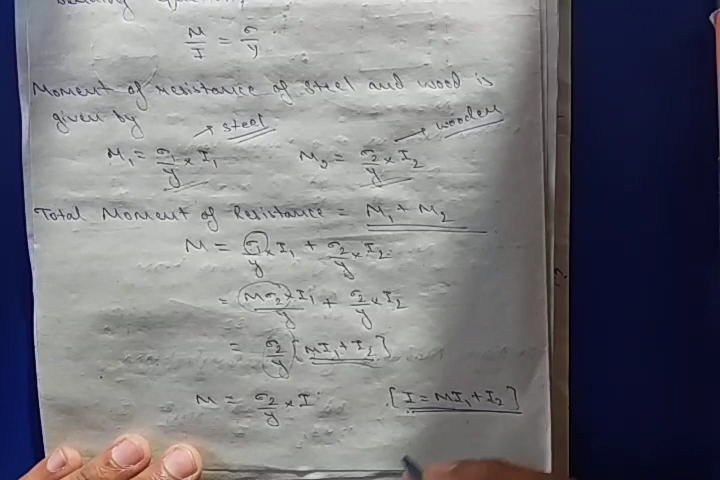 M/I = σ/y
Moment of resistance of steel and wood is
given by
→ steel → wooden
M₁ = σ₁/y × I₁ M₂ = σ₂/y × I₂
Total Moment of Resistance = M₁ + M₂
M = σ₁/y × I₁ + σ₂/y × I₂
= mσ₂/y × I₁ + σ₂/y × I₂
= σ₂/y [mI₁ + I₂]
M = σ₂/y × I [I = mI₁ + I₂]